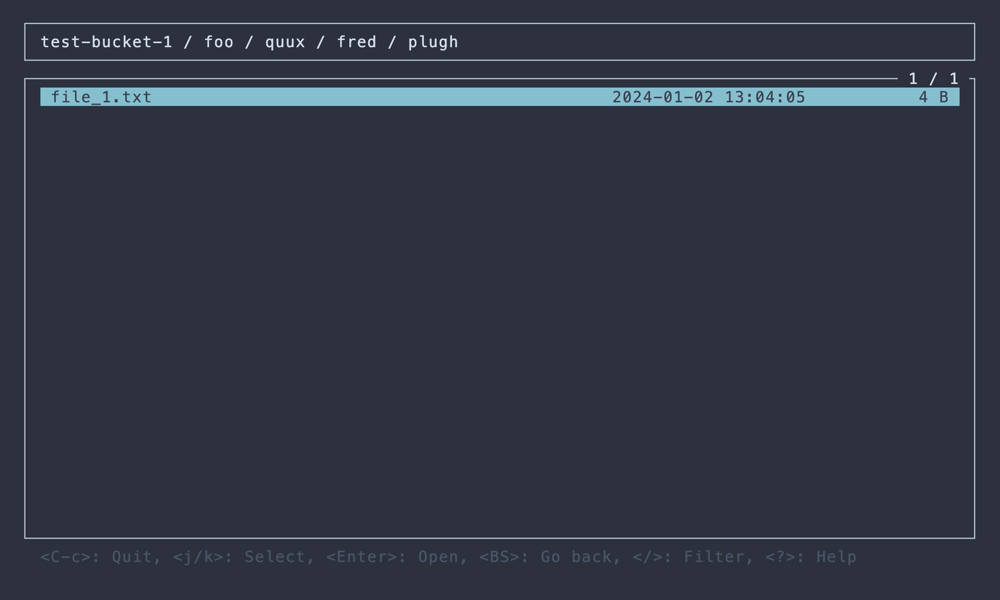 test-bucket-1 / foo / quux / fred / plugh
1 / 1
file_1.txt 2024-01-02 13:04:05 4 B
<C-c>: Quit, <j/k>: Select, <Enter>: Open, <BS>: Go back, </>: Filter, <?>: Help